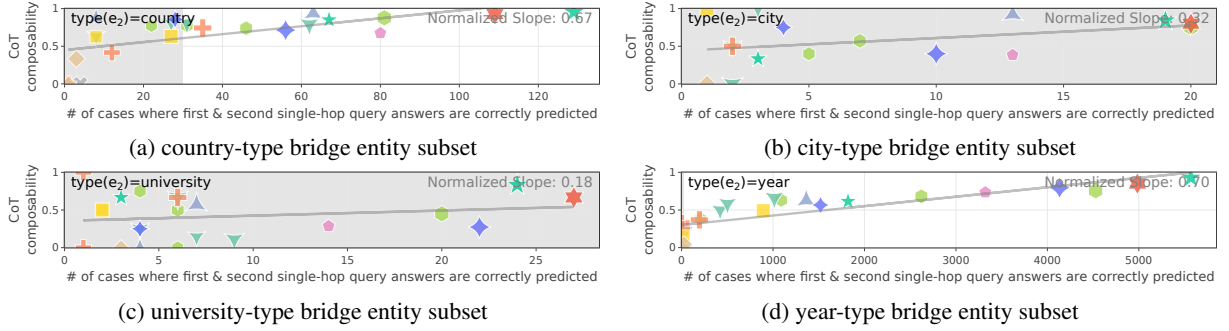 type(e₂)=country
Normalized Slope: 0.67
CoT
composability
1
0.5
0
0 20 40 60 80 100 120
# of cases where first & second single-hop query answers are correctly predicted
(a) country-type bridge entity subset
type(e₂)=city
Normalized Slope: 0.32
CoT
composability
1
0.5
0
0 5 10 15 20
# of cases where first & second single-hop query answers are correctly predicted
(b) city-type bridge entity subset
type(e₂)=university
Normalized Slope: 0.18
CoT
composability
1
0.5
0
0 5 10 15 20 25
# of cases where first & second single-hop query answers are correctly predicted
(c) university-type bridge entity subset
type(e₂)=year
Normalized Slope: 0.70
CoT
composability
1
0.5
0
0 1000 2000 3000 4000 5000
# of cases where first & second single-hop query answers are correctly predicted
(d) year-type bridge entity subset